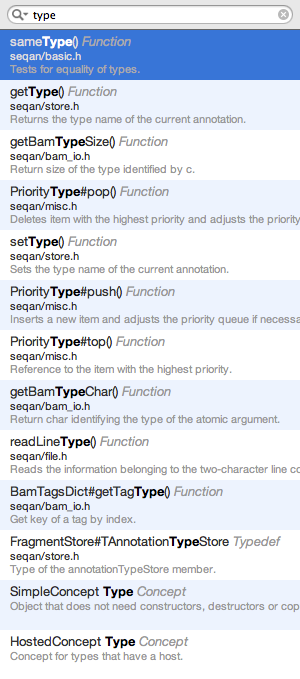 type
sameType() Function
seqan/basic.h
Tests for equality of types.
getType() Function
seqan/store.h
Returns the type name of the current annotation.
getBamTypeSize() Function
seqan/bam_io.h
Return size of the type identified by c.
PriorityType#pop() Function
seqan/misc.h
Deletes item with the highest priority and adjusts the priority
setType() Function
seqan/store.h
Sets the type name of the current annotation.
PriorityType#push() Function
seqan/misc.h
Inserts a new item and adjusts the priority queue if necessa
PriorityType#top() Function
seqan/misc.h
Reference to the item with the highest priority.
getBamTypeChar() Function
seqan/bam_io.h
Return char identifying the type of the atomic argument.
readLineType() Function
seqan/file.h
Reads the information belonging to the two-character line co
BamTagsDict#getTagType() Function
seqan/bam_io.h
Get key of a tag by index.
FragmentStore#TAnnotationTypeStore Typedef
seqan/store.h
Type of the annotationTypeStore member.
SimpleConcept Type Concept
Object that does not need constructors, destructors or cop
HostedConcept Type Concept
Concept for types that have a host.